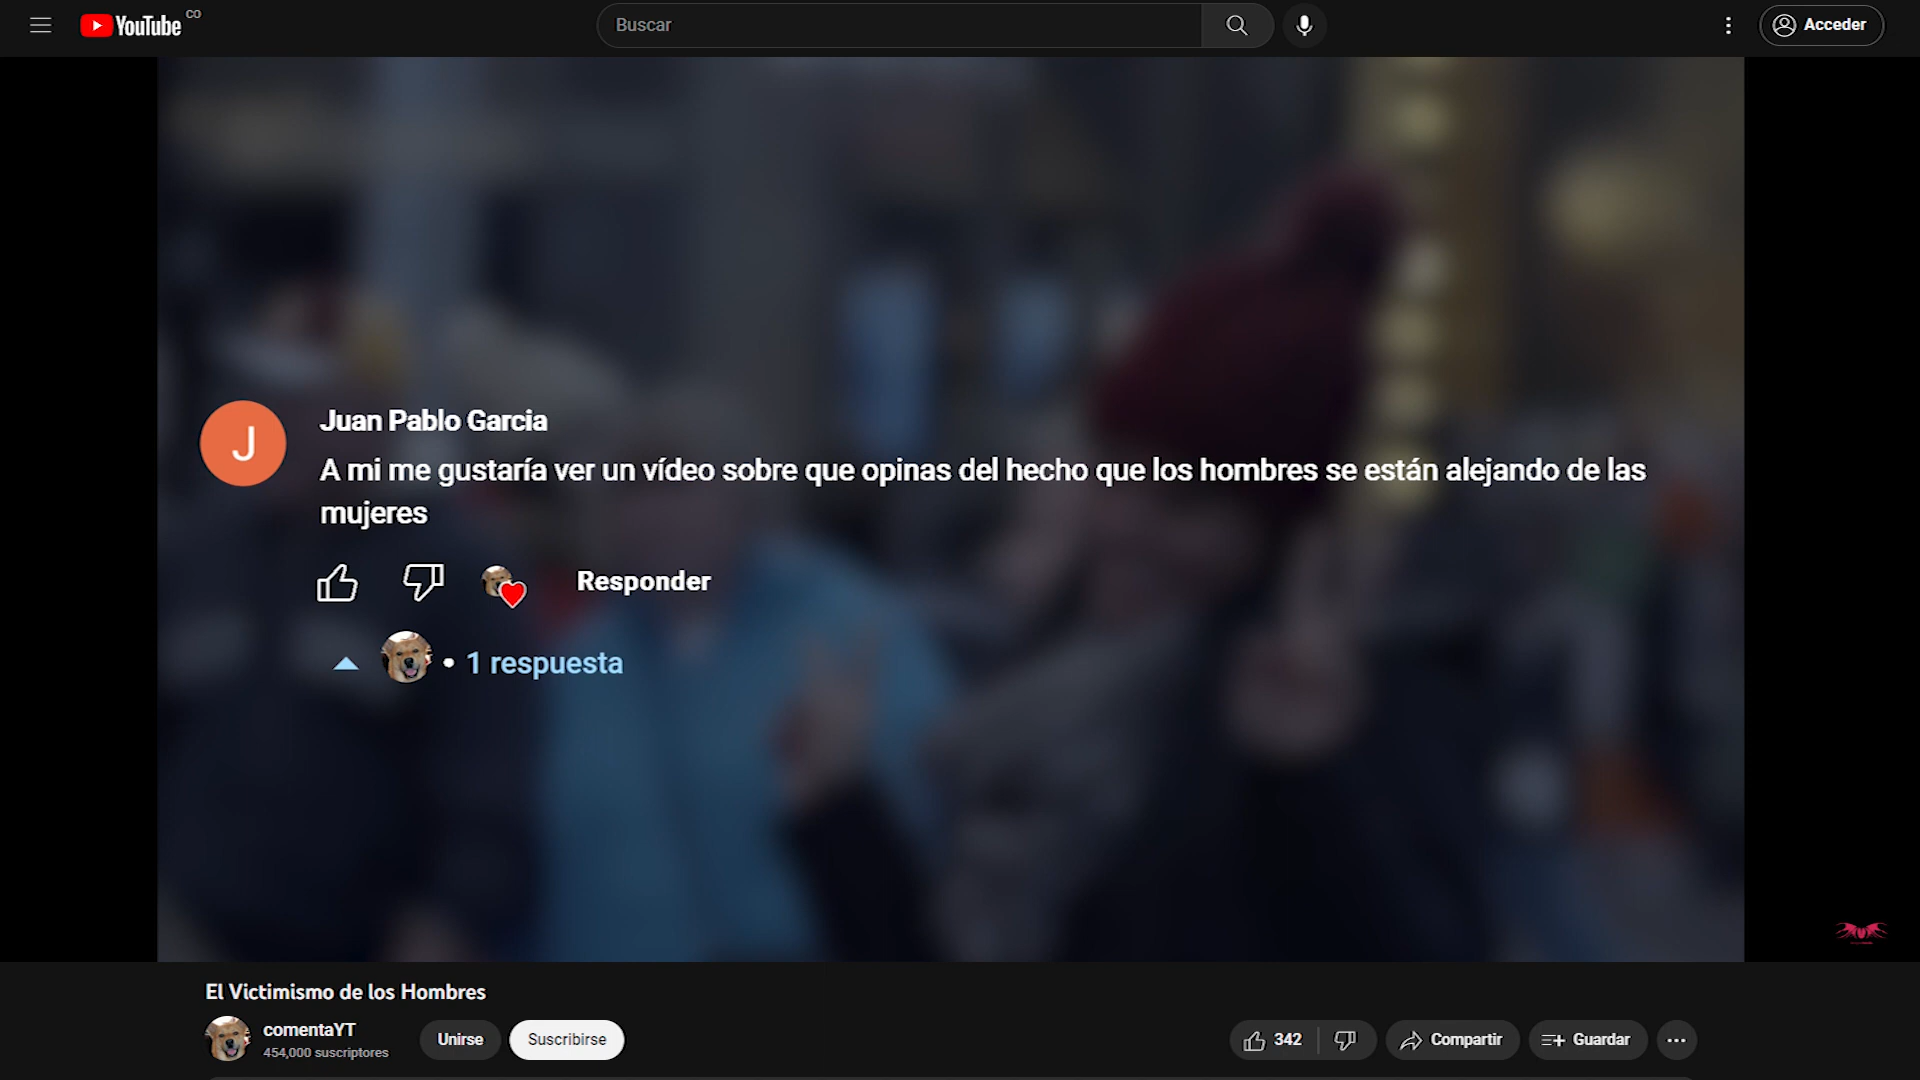 YouTube CO
Buscar
Acceder
Juan Pablo Garcia
A mi me gustaría ver un vídeo sobre que opinas del hecho que los hombres se están alejando de las
mujeres
Responder
• 1 respuesta
El Victimismo de los Hombres
comentaYT
454,000 suscriptores
Unirse
Suscribirse
342
Compartir
Guardar
J